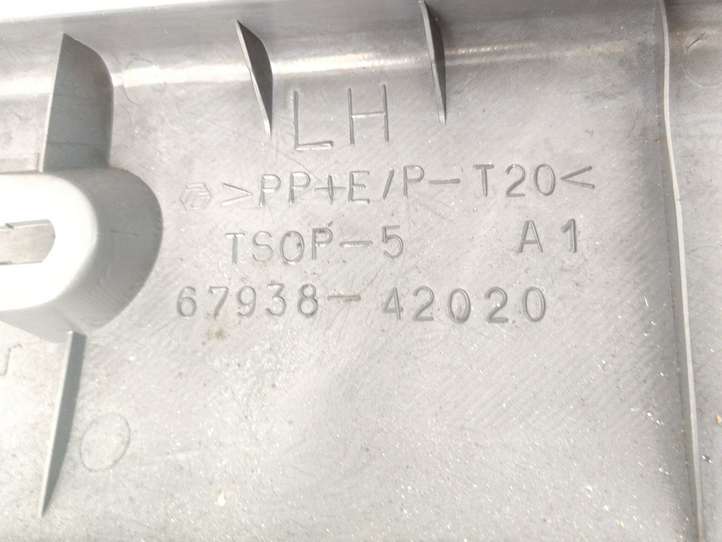 LH
>PP+E/P-T20<
TSOP-5 A1
67938-42020